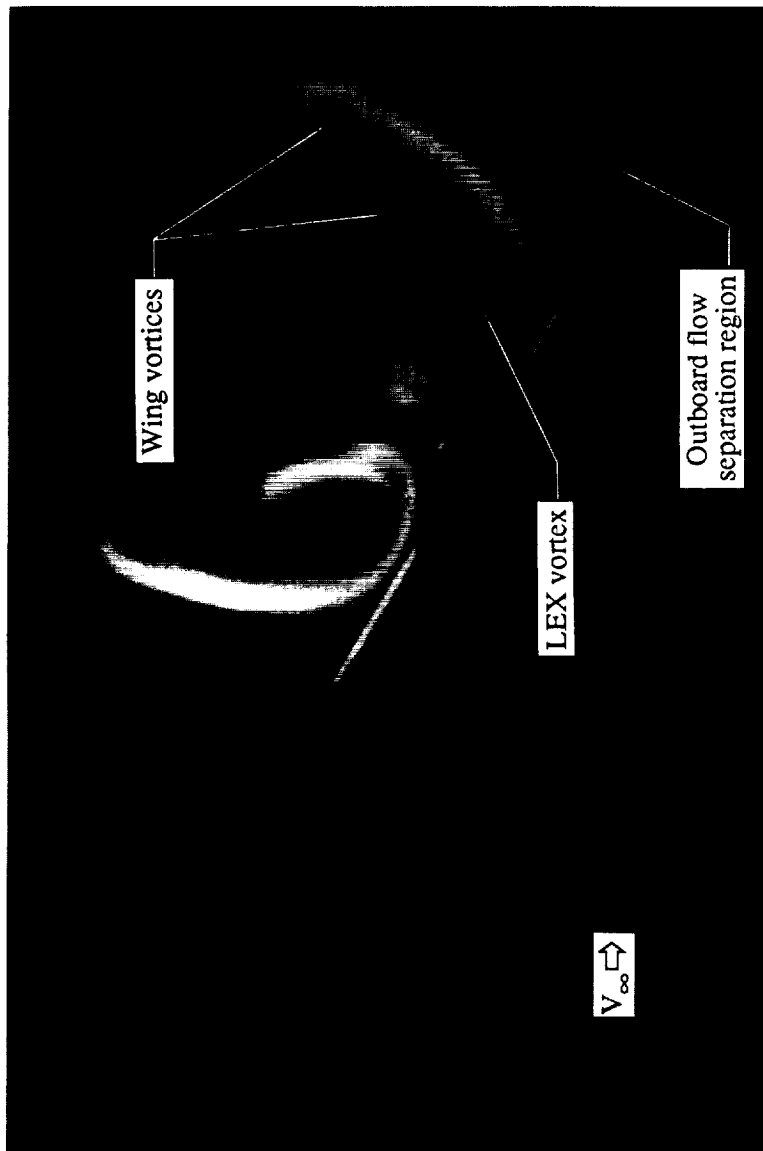 Wing vortices
LEX vortex
Outboard flow
separation region
V∞ ⇨